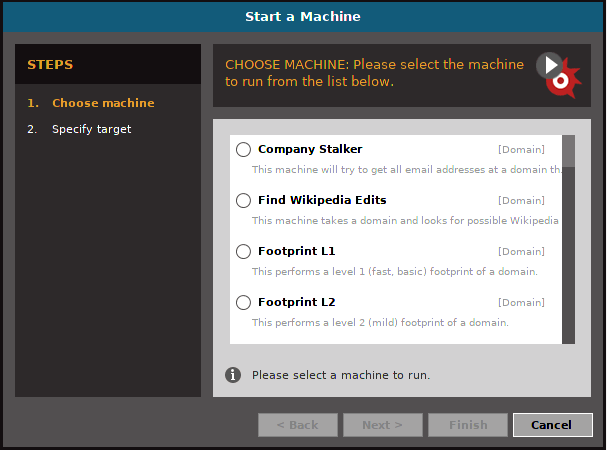 Start a Machine
STEPS
1. Choose machine
2. Specify target
CHOOSE MACHINE: Please select the machine
to run from the list below.
Company Stalker [Domain]
This machine will try to get all email addresses at a domain th.
Find Wikipedia Edits [Domain]
This machine takes a domain and looks for possible Wikipedia
Footprint L1 [Domain]
This performs a level 1 (fast, basic) footprint of a domain.
Footprint L2 [Domain]
This performs a level 2 (mild) footprint of a domain.
Please select a machine to run.
< Back Next > Finish Cancel